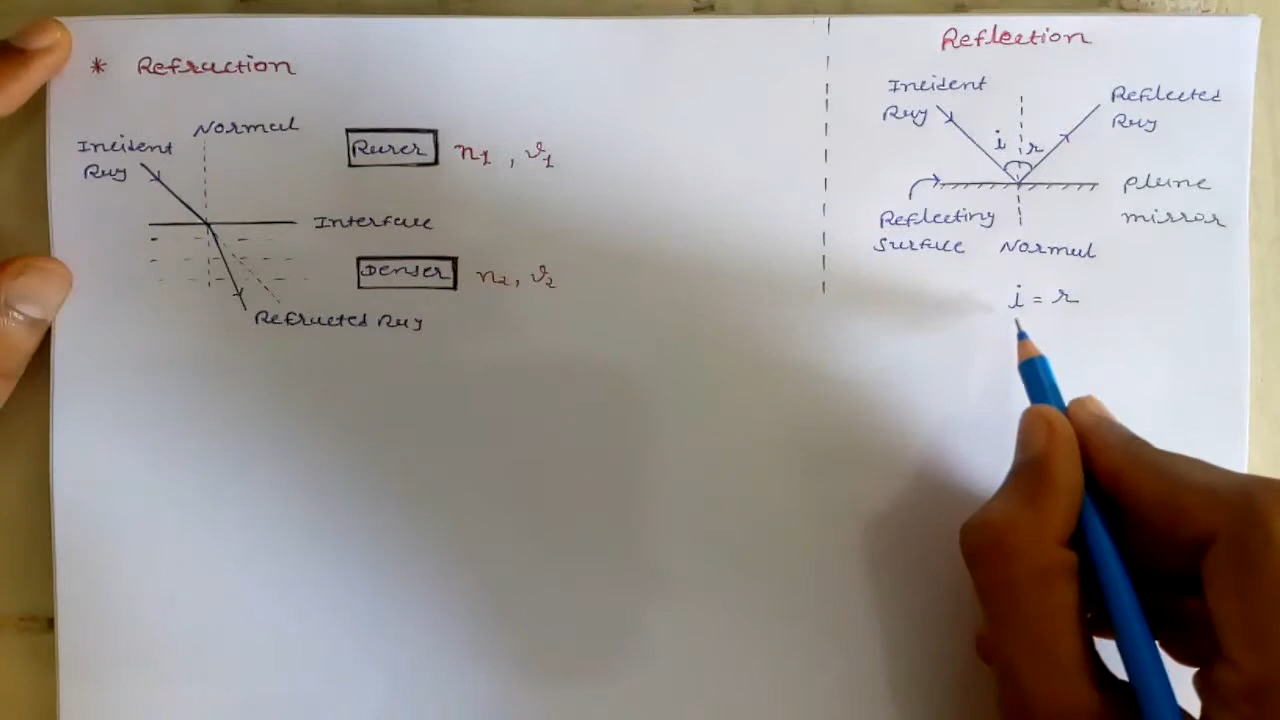 * Refraction
Normal
Incident
Ray
Rarer
n1 , v1
Interface
Denser
n2, v2
Refracted Ray
Reflection
Incident
Ray
Reflected
Ray
i r
plane
mirror
Reflecting
surface
Normal
i = r